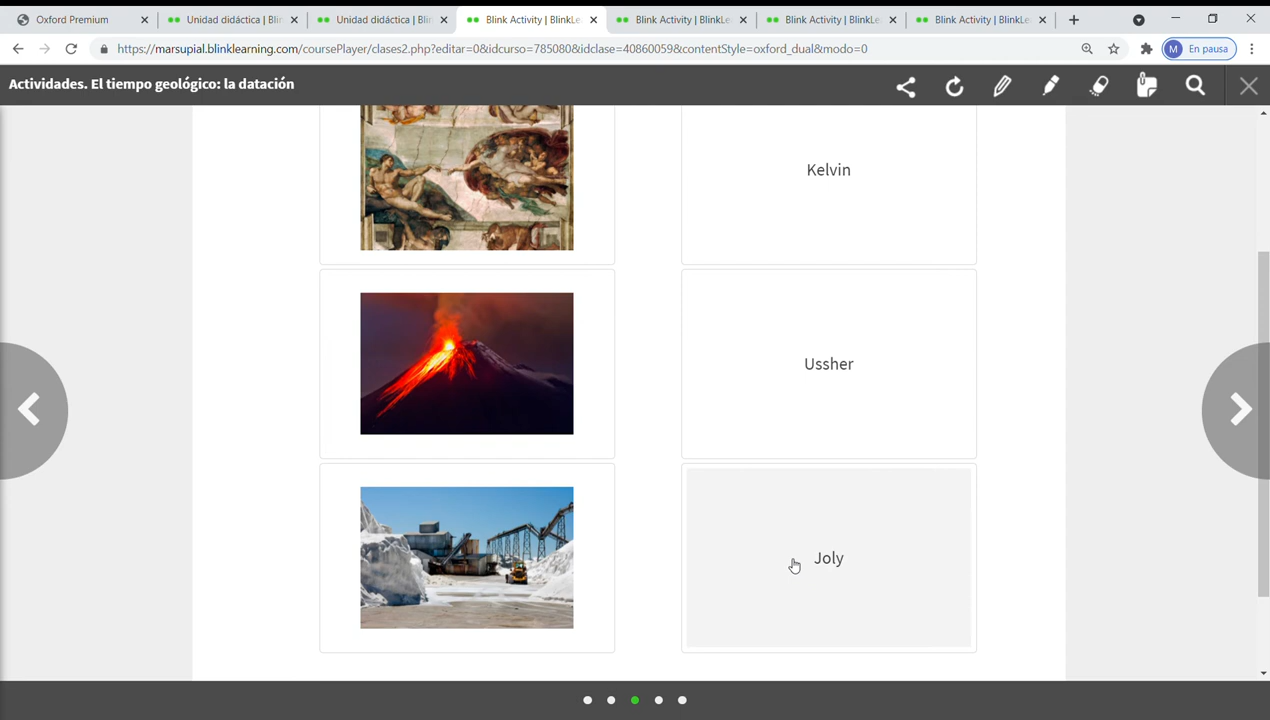 Oxford Premium
Unidad didáctica | Blin
Unidad didáctica | Blin
Blink Activity | BlinkLe
Blink Activity | BlinkLe
Blink Activity | BlinkLe
Blink Activity | BlinkLe
https://marsupial.blinklearning.com/coursePlayer/clases2.php?editar=0&idcurso=785080&idclase=40860059&contentStyle=oxford_dual&modo=0
M En pausa
Actividades. El tiempo geológico: la datación
Kelvin
Ussher
Joly